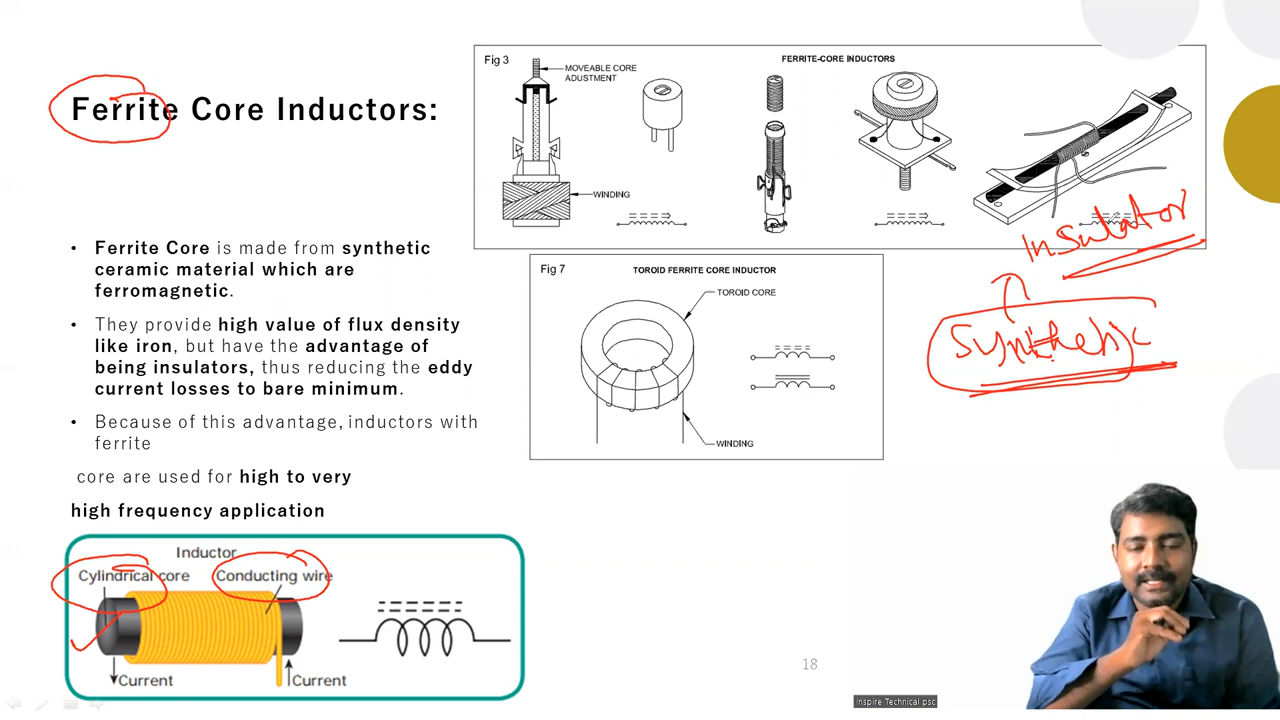 Ferrite Core Inductors:
Fig 3
MOVEABLE CORE
ADUSTMENT
WINDING
FERRITE-CORE INDUCTORS
Insulator
Synthetic
Fig 7
TOROID FERRITE CORE INDUCTOR
TOROID CORE
WINDING
• Ferrite Core is made from synthetic
ceramic material which are
ferromagnetic.
• They provide high value of flux density
like iron, but have the advantage of
being insulators, thus reducing the eddy
current losses to bare minimum.
• Because of this advantage, inductors with
ferrite
core are used for high to very
high frequency application
Inductor
Cylindrical core
Conducting wire
Current
Current
18
Inspire Technical psc